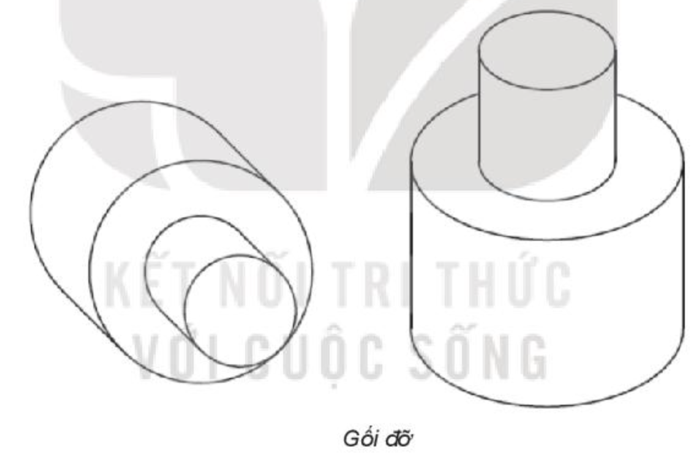 KẾT NỐI TRI THỨC
VỚI CUỘC SỐNG
Gối đỡ